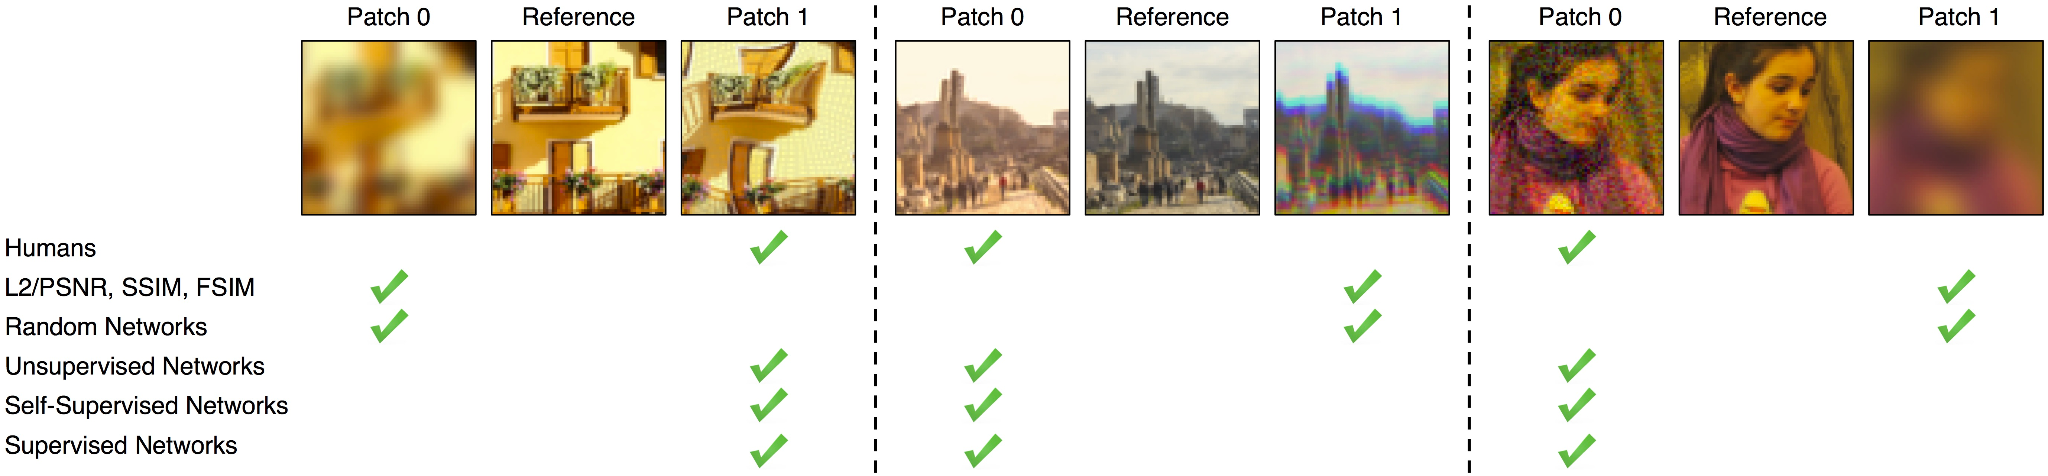 Patch 0 Reference Patch 1 Patch 0 Reference Patch 1 Patch 0 Reference Patch 1
Humans
L2/PSNR, SSIM, FSIM
Random Networks
Unsupervised Networks
Self-Supervised Networks
Supervised Networks